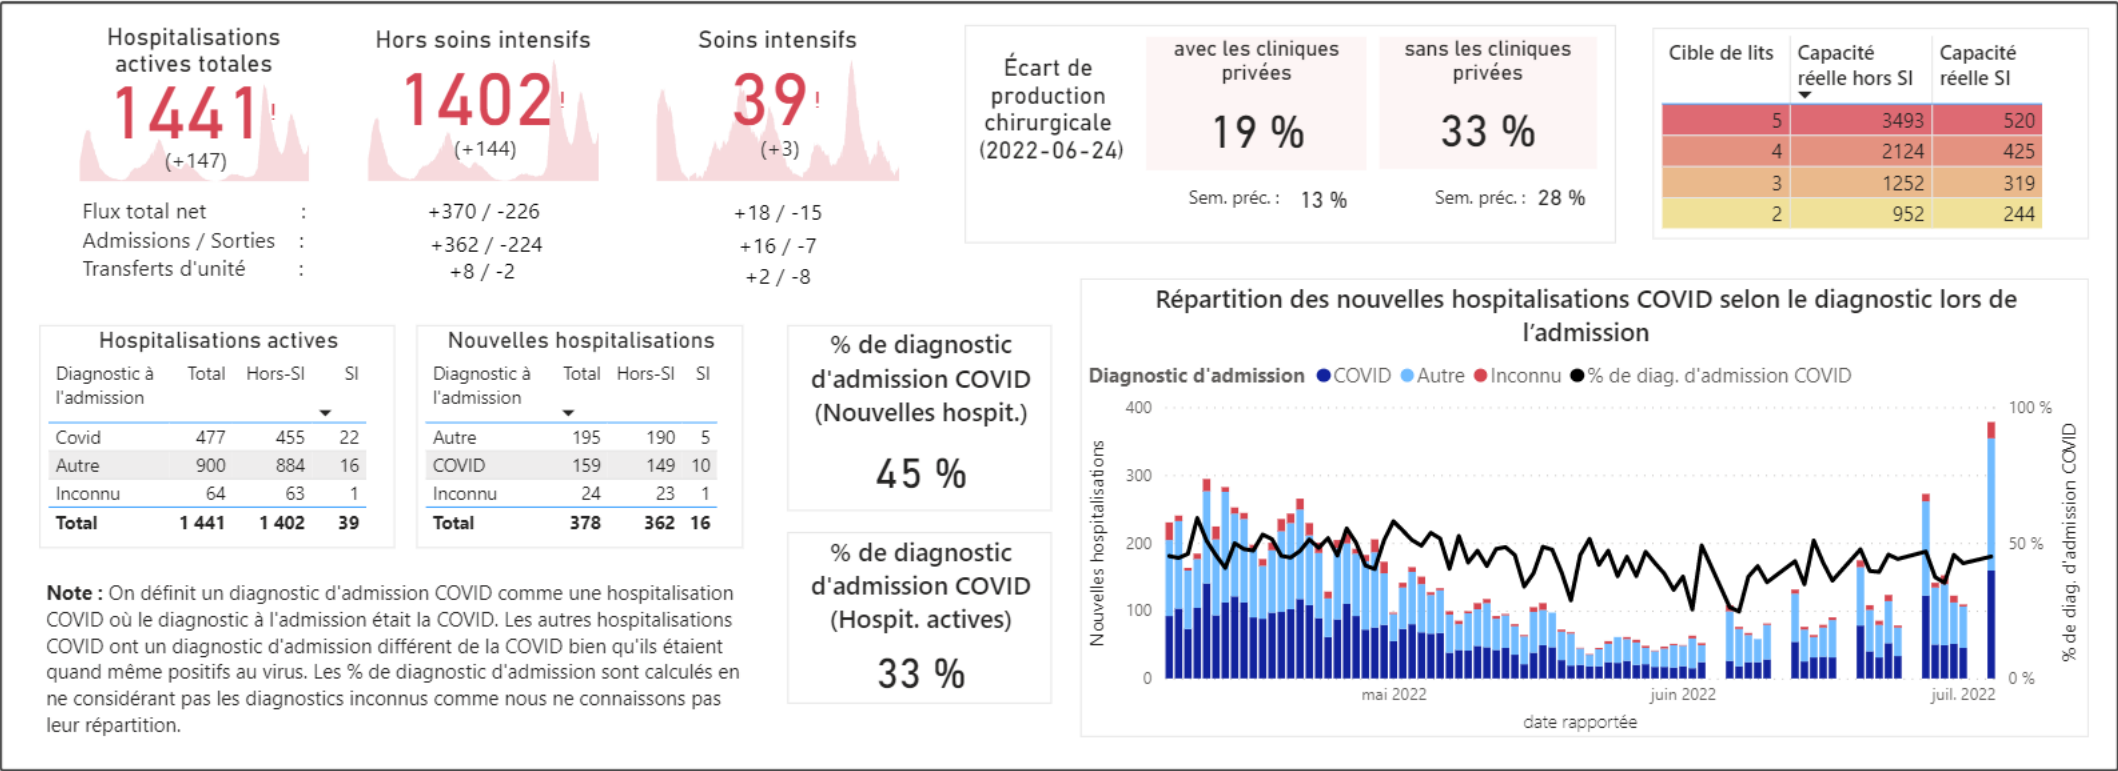 Hospitalisations
actives totales
1441!
(+147)
Hors soins intensifs
1402!
(+144)
Soins intensifs
39!
(+3)
Flux total net : +370 / -226 +18 / -15
Admissions / Sorties : +362 / -224 +16 / -7
Transferts d'unité : +8 / -2 +2 / -8
Écart de
production
chirurgicale
(2022-06-24)
avec les cliniques
privées
19 %
Sem. préc. : 13 %
sans les cliniques
privées
33 %
Sem. préc. : 28 %
Cible de lits Capacité réelle hors SI Capacité réelle SI
5 3493 520
4 2124 425
3 1252 319
2 952 244
Hospitalisations actives
Diagnostic à l'admission Total Hors-SI SI
Covid 477 455 22
Autre 900 884 16
Inconnu 64 63 1
Total 1 441 1 402 39
Nouvelles hospitalisations
Diagnostic à l'admission Total Hors-SI SI
Autre 195 190 5
COVID 159 149 10
Inconnu 24 23 1
Total 378 362 16
% de diagnostic
d'admission COVID
(Nouvelles hospit.)
45 %
% de diagnostic
d'admission COVID
(Hospit. actives)
33 %
Note : On définit un diagnostic d'admission COVID comme une hospitalisation
COVID où le diagnostic à l'admission était la COVID. Les autres hospitalisations
COVID ont un diagnostic d'admission différent de la COVID bien qu'ils étaient
quand même positifs au virus. Les % de diagnostic d'admission sont calculés en
ne considérant pas les diagnostics inconnus comme nous ne connaissons pas
leur répartition.
Répartition des nouvelles hospitalisations COVID selon le diagnostic lors de
l'admission
Diagnostic d'admission COVID Autre Inconnu % de diag. d'admission COVID
Nouvelles hospitalisations
400
300
200
100
0
100 %
50 %
0 %
% de diag. d'admission COVID
mai 2022 juin 2022 juil. 2022
date rapportée